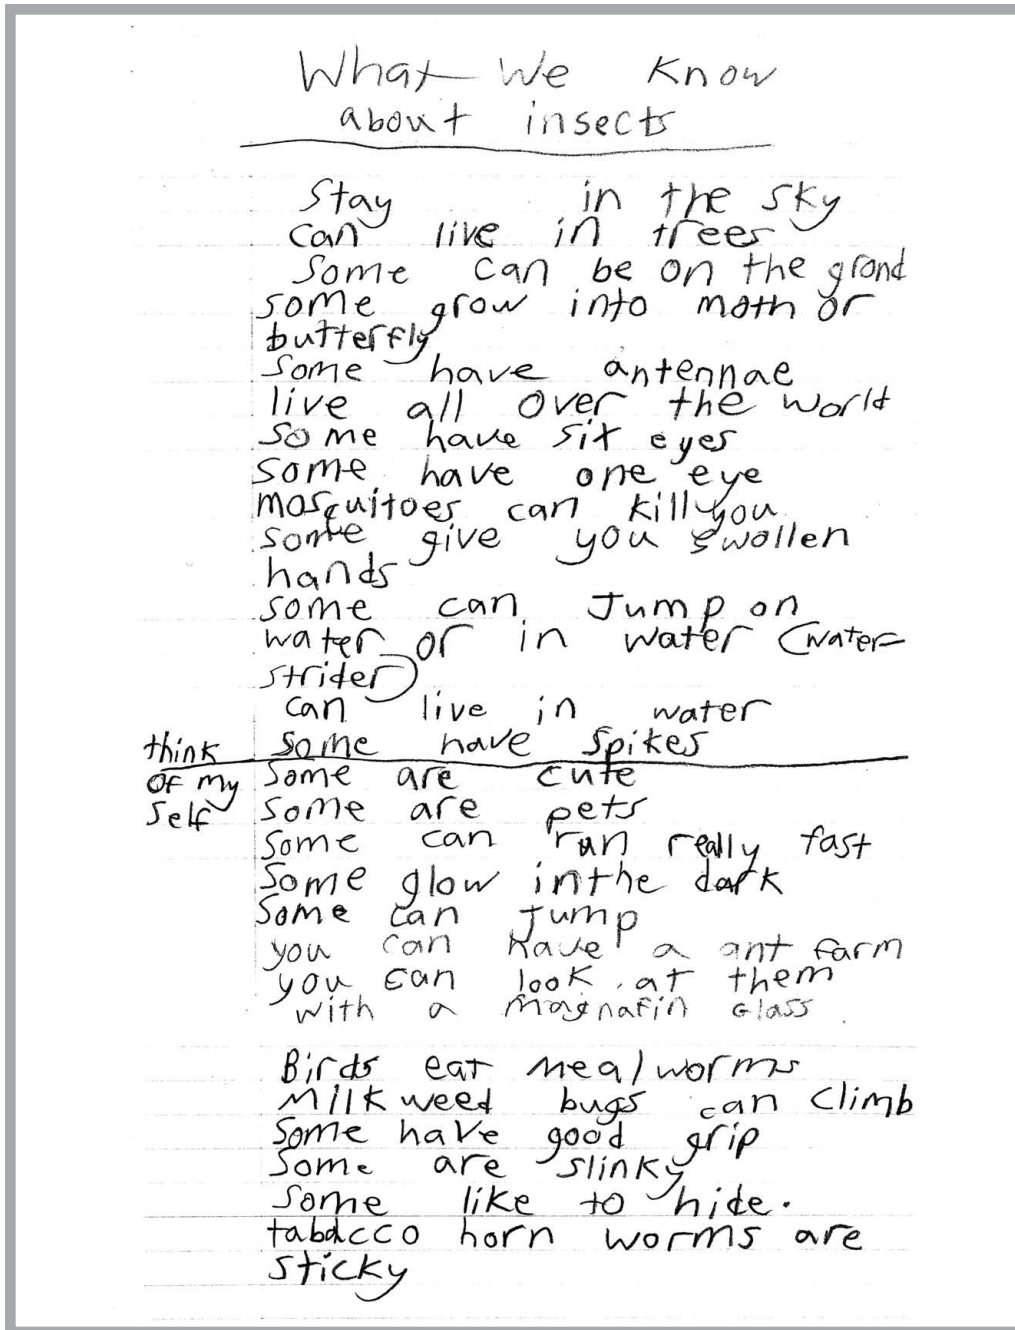 What we Know
about insects
Stay in the sky
can live in trees
Some can be on the grond
some grow into moth or
butterfly
Some have antennae
live all over the world
some have six eyes
some have one eye
mosquitoes can kill you
some give you swollen
hands
some can Jump on
water or in water (water
strider)
can live in water
some have spikes
think
of my
self
Some are cute
Some are pets
Some can run really fast
Some glow in the dark
Some can Jump
you can have a ant farm
you can look at them
with a magnafin Glass
Birds eat mealworms
Milkweed bugs can climb
Some have good grip
Some are slinky
Some like to hide.
tabacco horn worms are
sticky